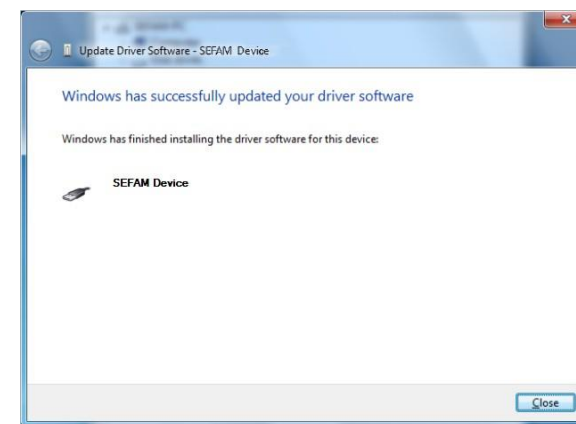 Update Driver Software - SEFAM Device
Windows has successfully updated your driver software
Windows has finished installing the driver software for this device:
SEFAM Device
Close